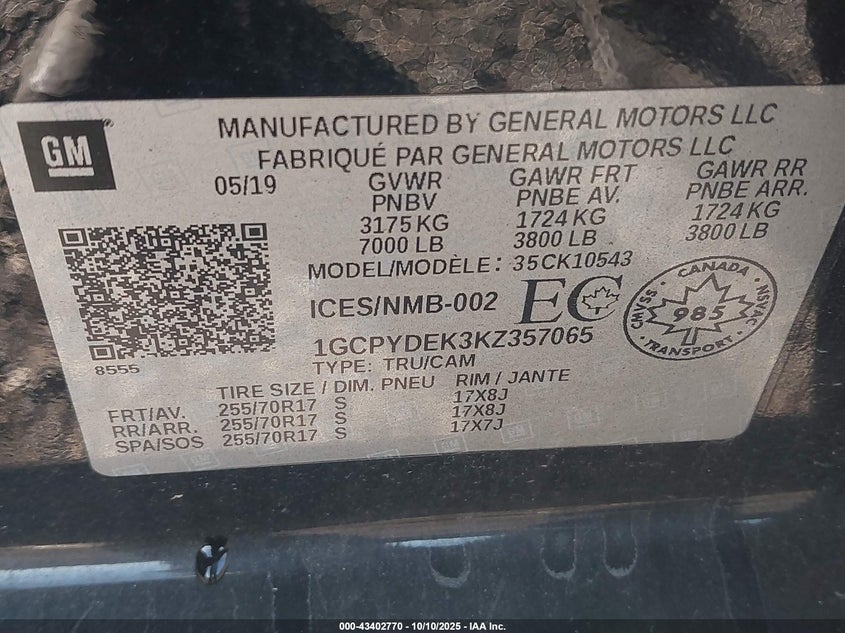 GM
MANUFACTURED BY GENERAL MOTORS LLC
FABRIQUÉ PAR GENERAL MOTORS LLC
05/19 GVWR GAWR FRT GAWR RR
PNBV PNBE AV. PNBE ARR.
3175 KG 1724 KG 1724 KG
7000 LB 3800 LB 3800 LB
MODEL/MODÈLE: 35CK10543
ICES/NMB-002 EC
CANADA
CMVSS 985 NSVAC
TRANSPORT
1GCPYDEK3KZ357065
8555
TYPE: TRU/CAM
TIRE SIZE / DIM. PNEU RIM / JANTE
FRT/AV. 255/70R17 S 17X8J
RR/ARR. 255/70R17 S 17X8J
SPA/SOS 255/70R17 S 17X7J
000-43402770 - 10/10/2025 - IAA Inc.